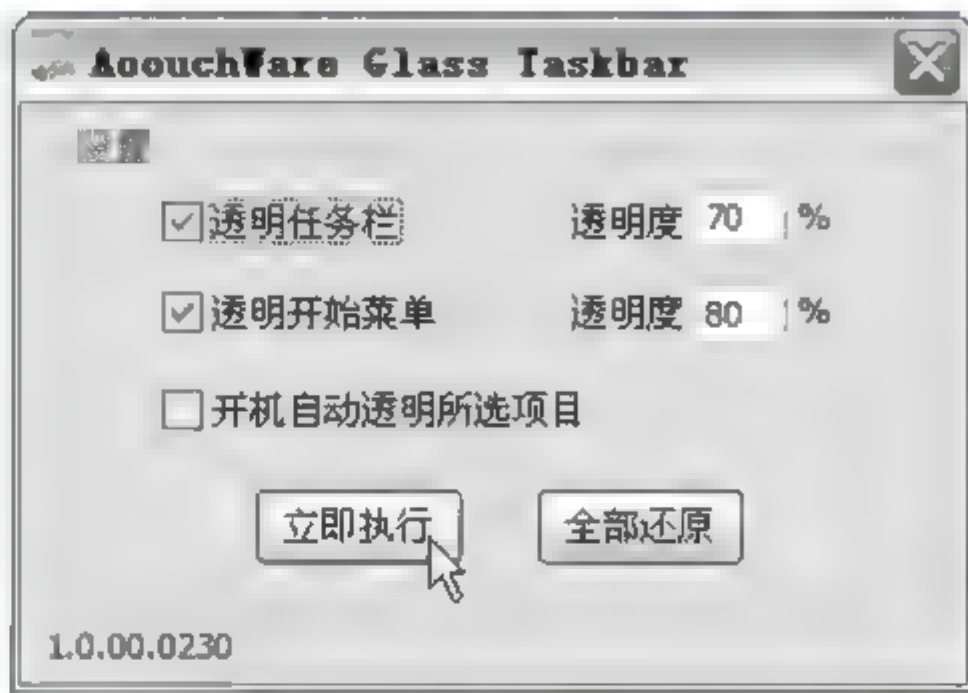 AoouchWare Glass Taskbar
透明任务栏 透明度 70 %
透明开始菜单 透明度 80 %
开机自动透明所选项目
立即执行 全部还原
1.0.00.0230